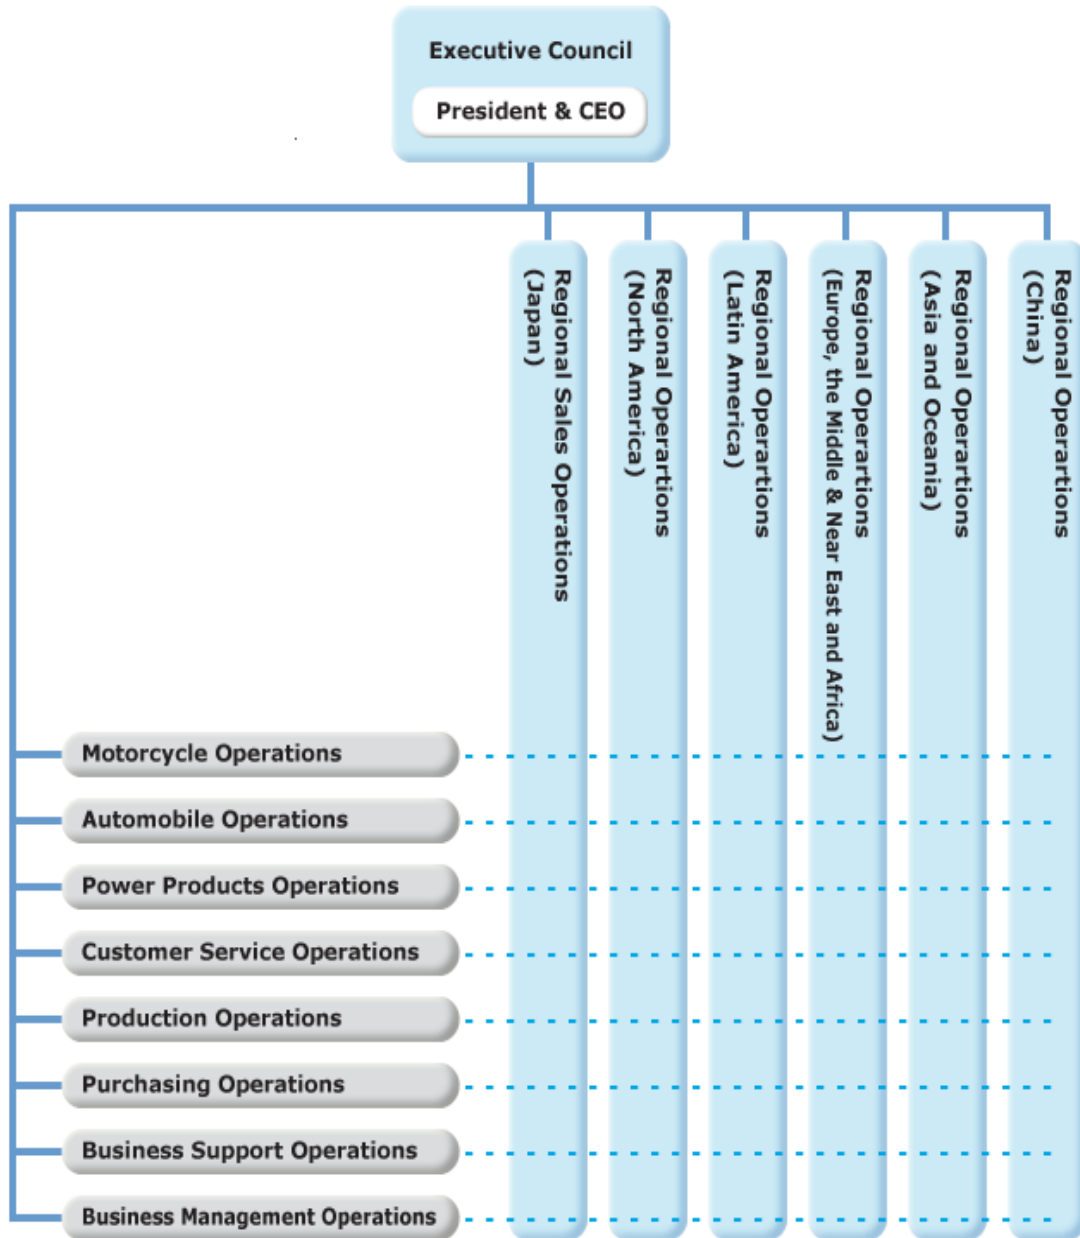 Executive Council
President & CEO
Regional Sales Operations
(Japan)
Regional Operartions
(North America)
Regional Operartions
(Latin America)
Regional Operartions
(Europe, the Middle & Near East and Africa)
Regional Operartions
(Asia and Oceania)
Regional Operartions
(China)
Motorcycle Operations
Automobile Operations
Power Products Operations
Customer Service Operations
Production Operations
Purchasing Operations
Business Support Operations
Business Management Operations